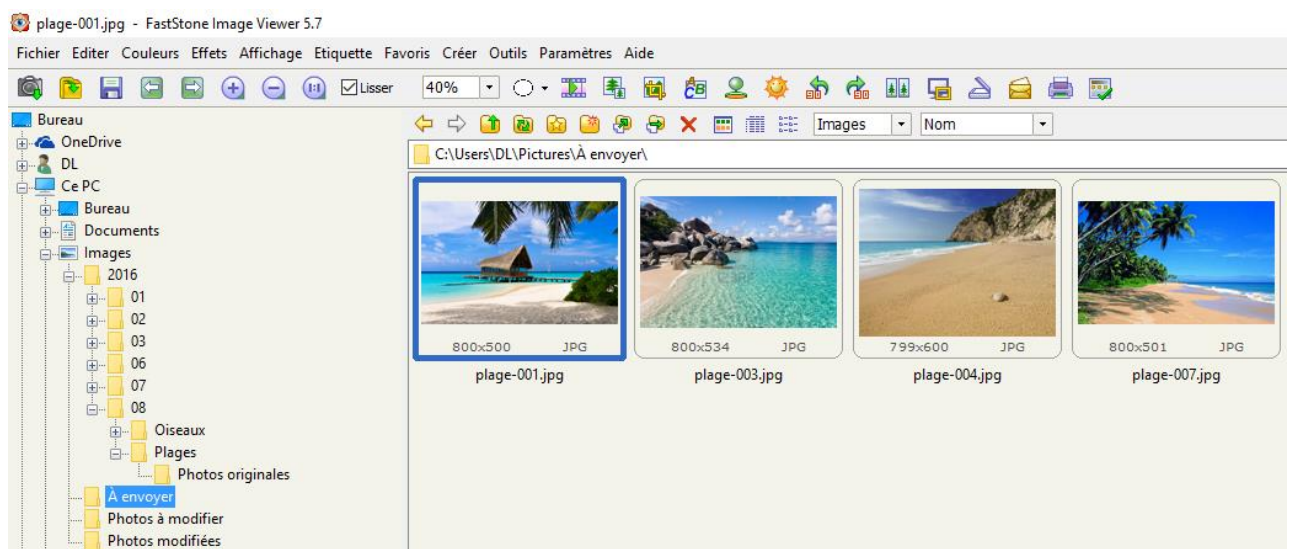 plage-001.jpg - FastStone Image Viewer 5.7
Fichier Editer Couleurs Effets Affichage Etiquette Favoris Créer Outils Paramètres Aide
Lisser 40%
Images Nom
C:\Users\DL\Pictures\À envoyer\
Bureau
OneDrive
DL
Ce PC
Bureau
Documents
Images
2016
01
02
03
06
07
08
Oiseaux
Plages
Photos originales
À envoyer
Photos à modifier
Photos modifiées
800x500 JPG
plage-001.jpg
800x534 JPG
plage-003.jpg
799x600 JPG
plage-004.jpg
800x501 JPG
plage-007.jpg